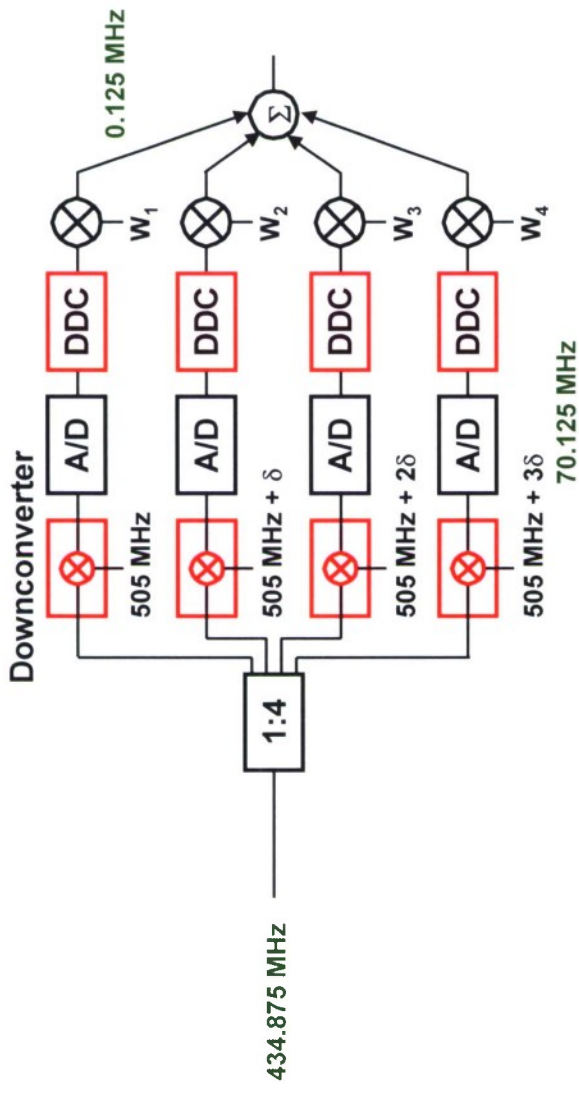 Downconverter
434.875 MHz
1:4
505 MHz
A/D
DDC
W1
0.125 MHz
505 MHz + δ
A/D
DDC
W2
Σ
505 MHz + 2δ
A/D
DDC
W3
505 MHz + 3δ
A/D
DDC
W4
70.125 MHz